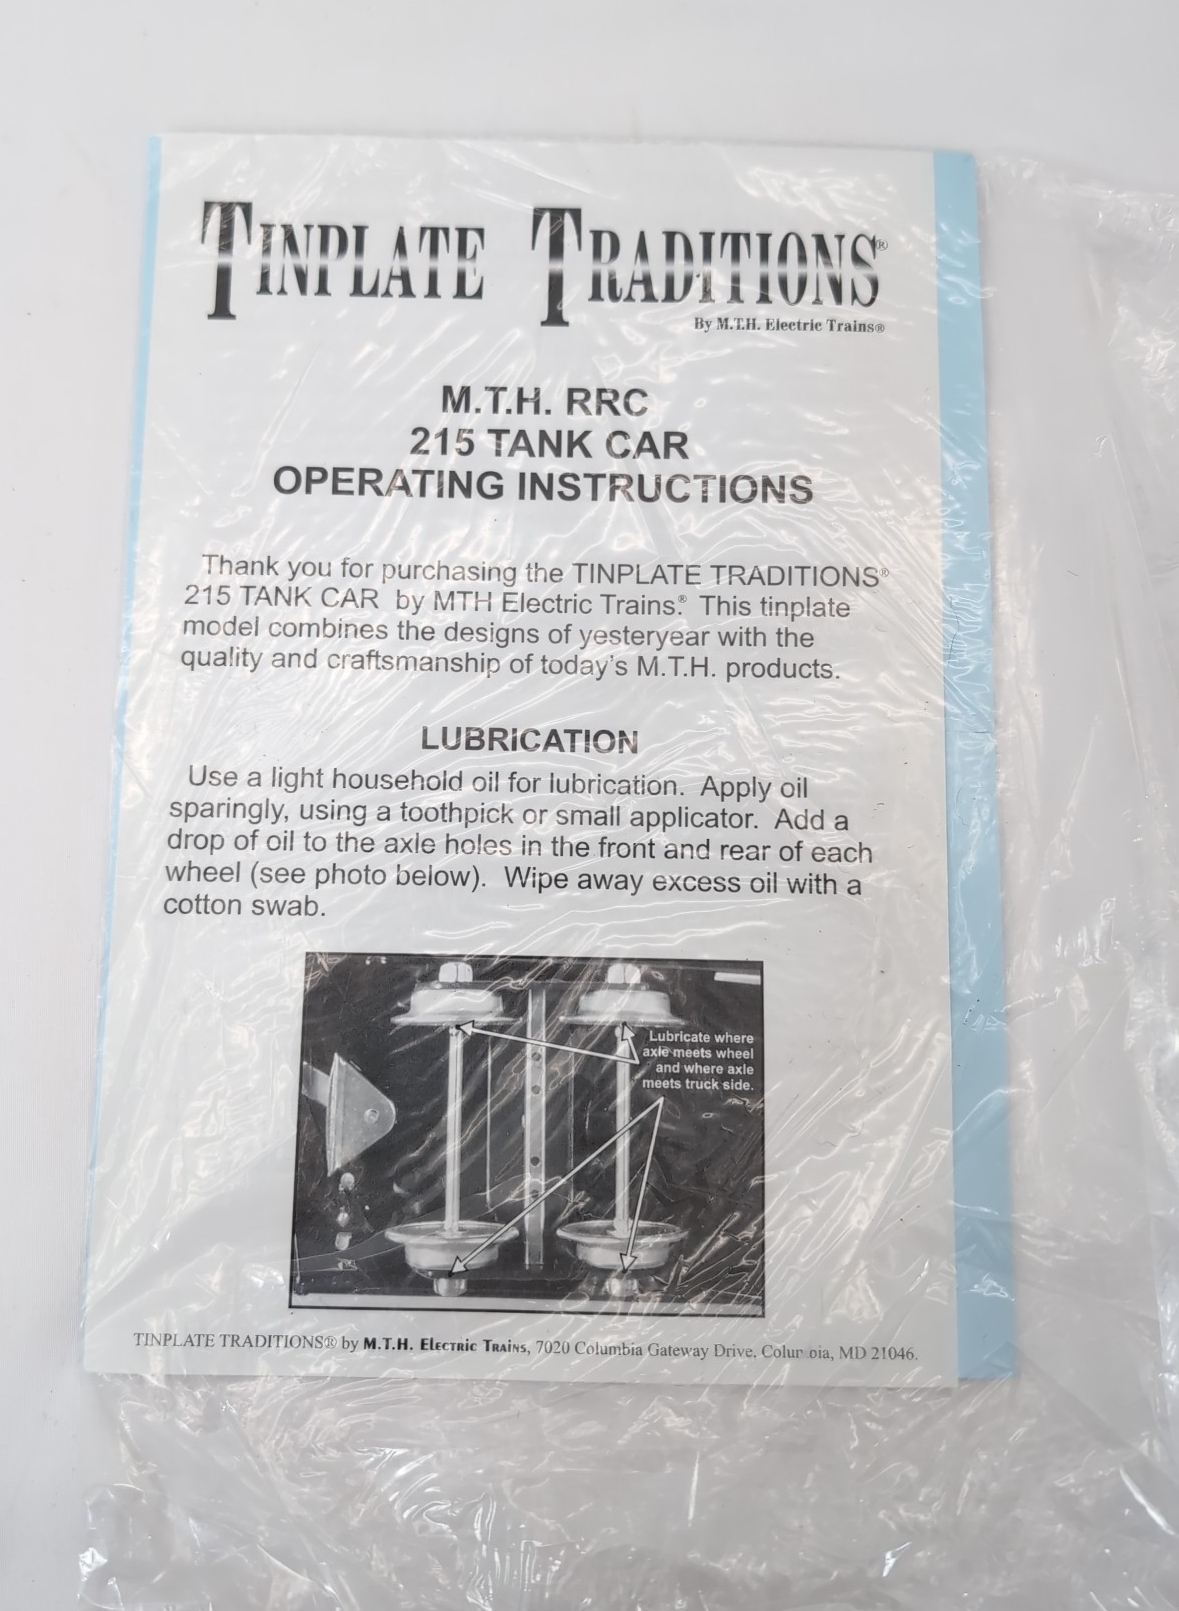 TINPLATE TRADITIONS®
By M.T.H. Electric Trains®
M.T.H. RRC
215 TANK CAR
OPERATING INSTRUCTIONS
Thank you for purchasing the TINPLATE TRADITIONS®
215 TANK CAR by MTH Electric Trains.® This tinplate
model combines the designs of yesteryear with the
quality and craftsmanship of today's M.T.H. products.
LUBRICATION
Use a light household oil for lubrication. Apply oil
sparingly, using a toothpick or small applicator. Add a
drop of oil to the axle holes in the front and rear of each
wheel (see photo below). Wipe away excess oil with a
cotton swab.
Lubricate where
axle meets wheel
and where axle
meets truck side.
TINPLATE TRADITIONS® by M.T.H. ELECTRIC TRAINS, 7020 Columbia Gateway Drive, Columbia, MD 21046.